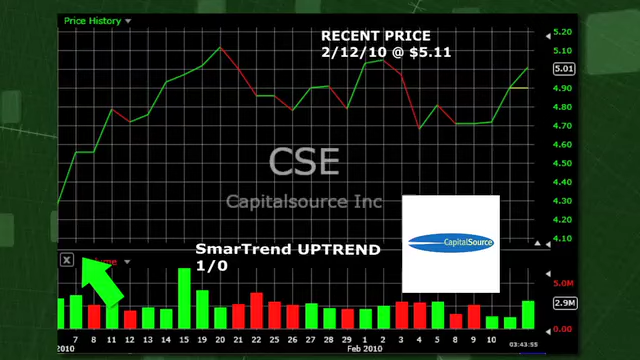 Price History
RECENT PRICE
2/12/10 @ $5.11
5.20
5.10
5.01
4.90
4.80
4.70
4.60
4.50
4.40
4.30
4.20
4.10
CSE
Capitalsource Inc
CapitalSource
SmarTrend UPTREND
1/0
X
5.0M
2.9M
0.00
7 8 11 12 13 14 15 19 20 21 22 25 26 27 28 29 1 2 3 4 5 8 9 10 11
2010
Feb 2010
03:43:55